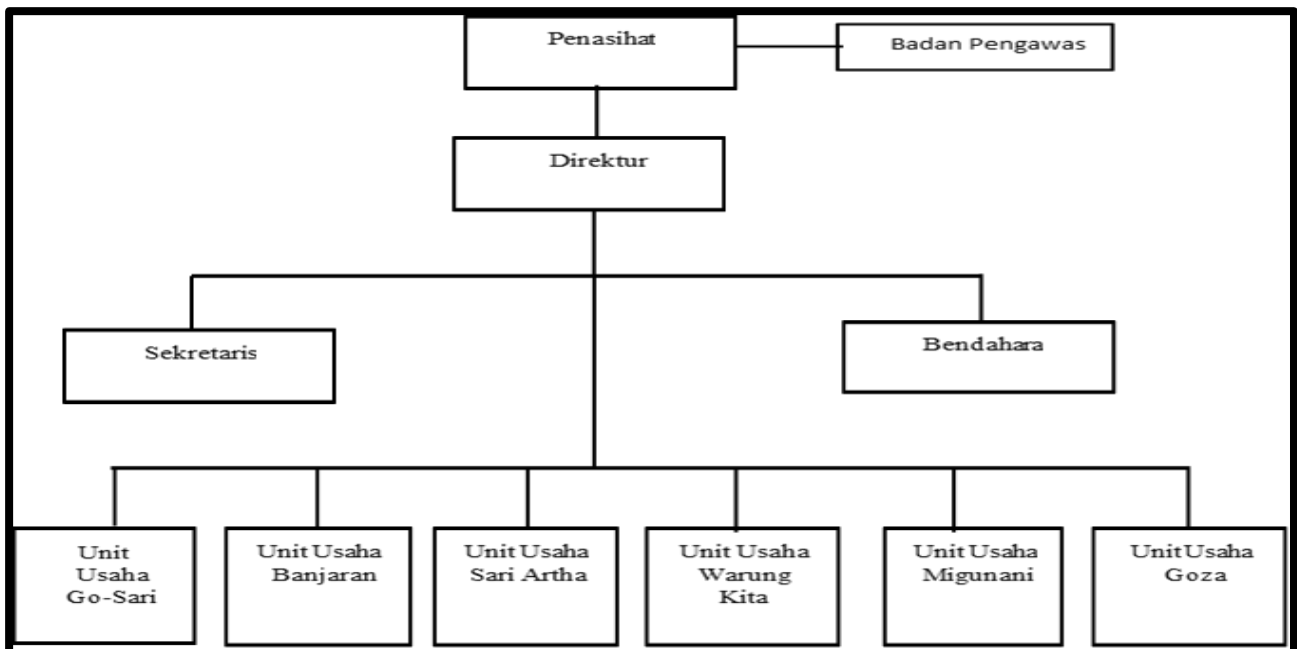 Penasihat
Badan Pengawas
Direktur
Sekretaris
Bendahara
Unit
Usaha
Go-Sari
Unit Usaha
Banjaran
Unit Usaha
Sari Artha
Unit Usaha
Warung
Kita
Unit Usaha
Migunani
Unit Usaha
Goza